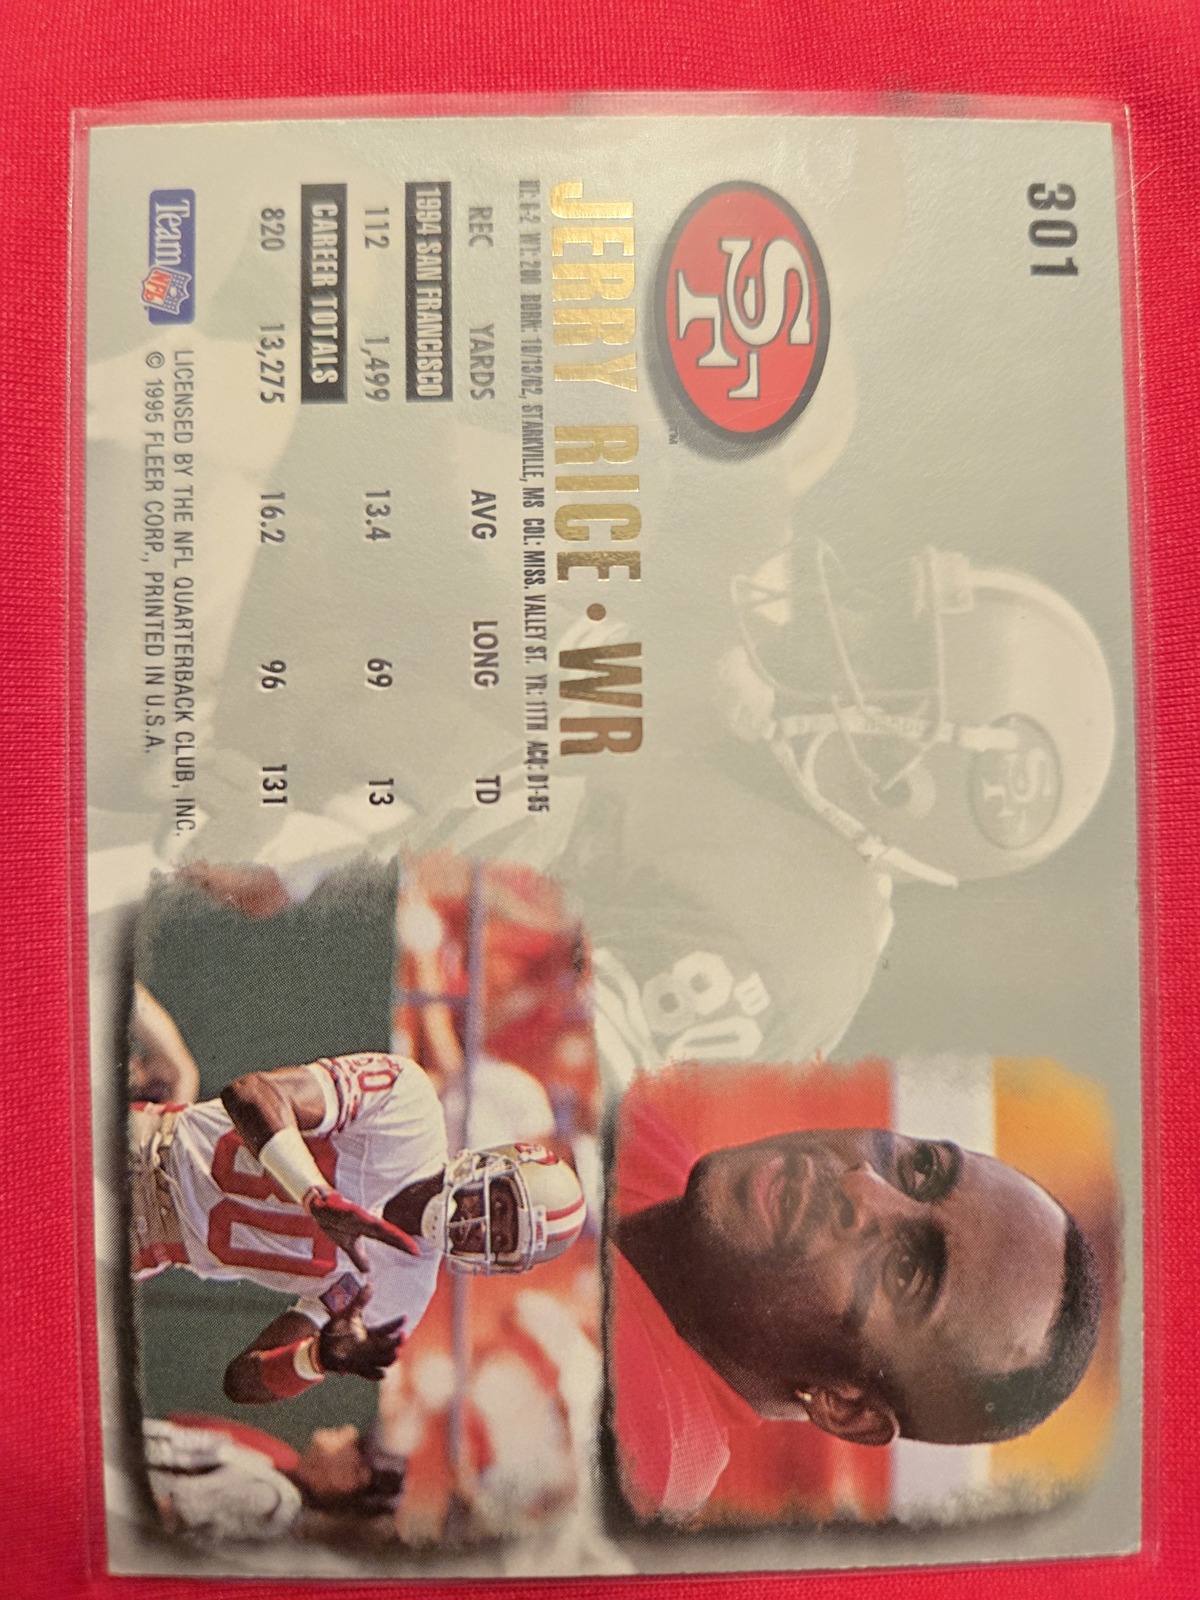 301
SF
™
JERRY RICE • WR
HT: 6-2 WT: 200 BORN: 10/13/62, STARKVILLE, MS COL: MISS. VALLEY ST. YR: 11TH ACQ: D1-85
REC YARDS AVG LONG TD
1994 SAN FRANCISCO
112 1,499 13.4 69 13
CAREER TOTALS
820 13,275 16.2 96 131
Team NFL
LICENSED BY THE NFL QUARTERBACK CLUB, INC.
© 1995 FLEER CORP., PRINTED IN U.S.A.
SF
80
80
80